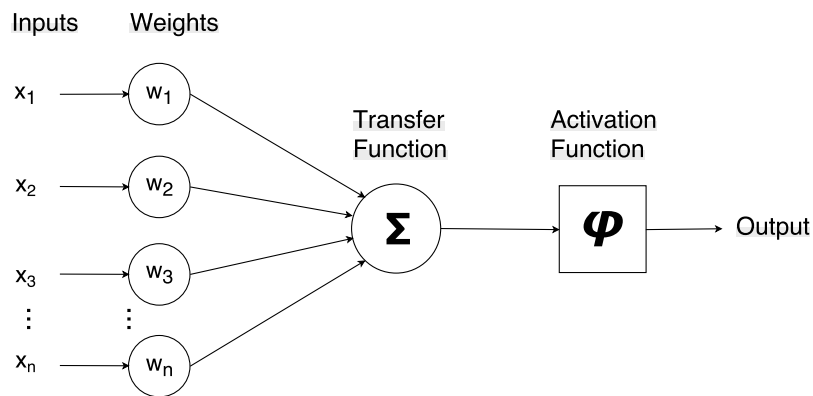 Inputs Weights
x1 w1
Transfer Function
Activation Function
x2 w2
Σ φ Output
x3 w3
⋮ ⋮
xn wn